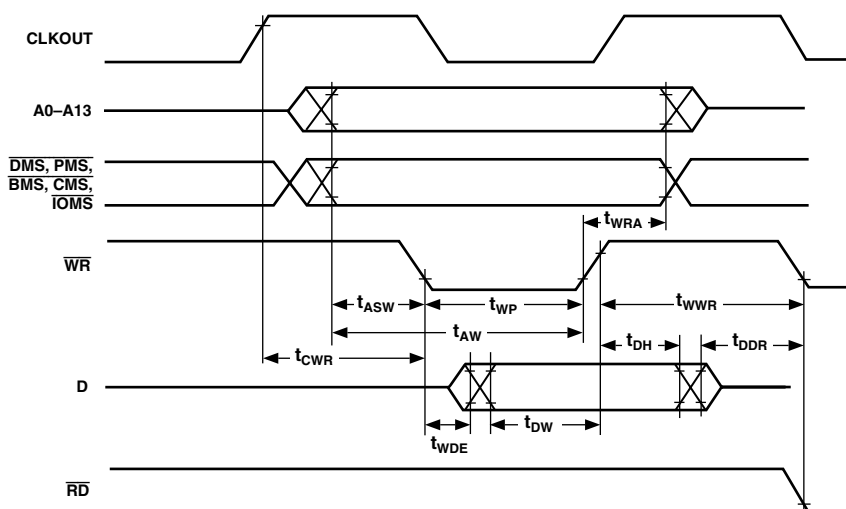 CLKOUT
A0–A13
DMS, PMS,
BMS, CMS,
IOMS
tWRA
WR
tASW
tWP
tWWR
tAW
tCWR
tDH
tDDR
D
tWDE
tDW
RD